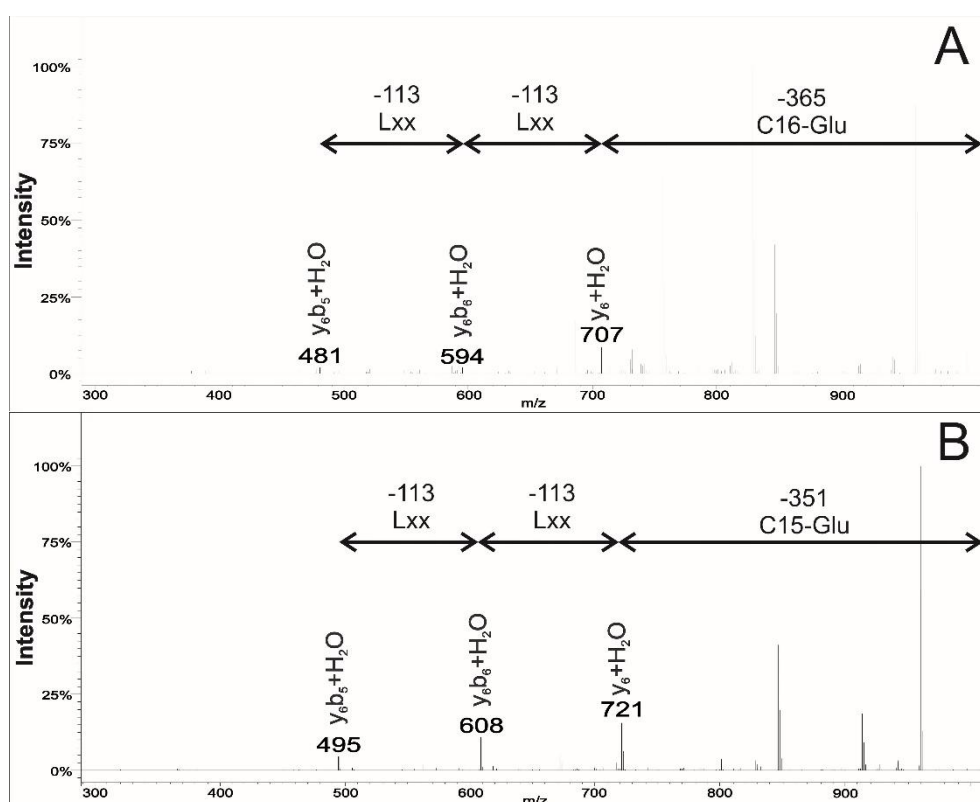 A
100%
75%
50%
25%
0%
Intensity
-113
Lxx
-113
Lxx
-365
C16-Glu
y₆b₅+H₂O
481
y₆b₆+H₂O
594
y₆+H₂O
707
300 400 500 600 700 800 900
m/z
B
100%
75%
50%
25%
0%
Intensity
-113
Lxx
-113
Lxx
-351
C15-Glu
y₆b₅+H₂O
495
y₆b₆+H₂O
608
y₆+H₂O
721
300 400 500 600 700 800 900
m/z